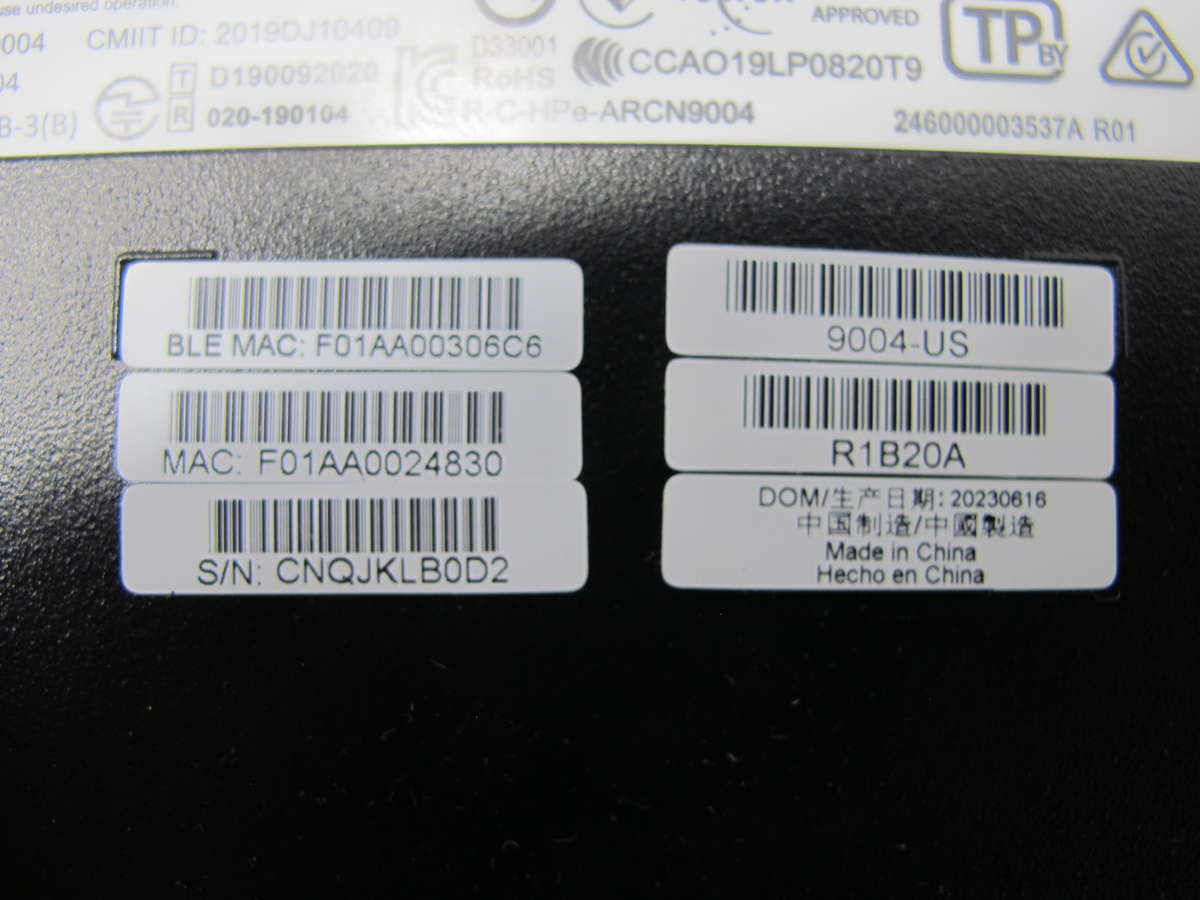 use undesired operation.
9004 CMIIT ID: 2019DJ10409
04
B-3(B)
T D190092020
R 020-190104
D33001
RoHS
APPROVED
CCAO19LP0820T9
R-C-HPe-ARCN9004
TP BY
246000003537A R01
BLE MAC: F01AA00306C6
MAC: F01AA0024830
S/N: CNQJKLB0D2
9004-US
R1B20A
DOM/生产日期: 20230616
中国制造/中國製造
Made in China
Hecho en China